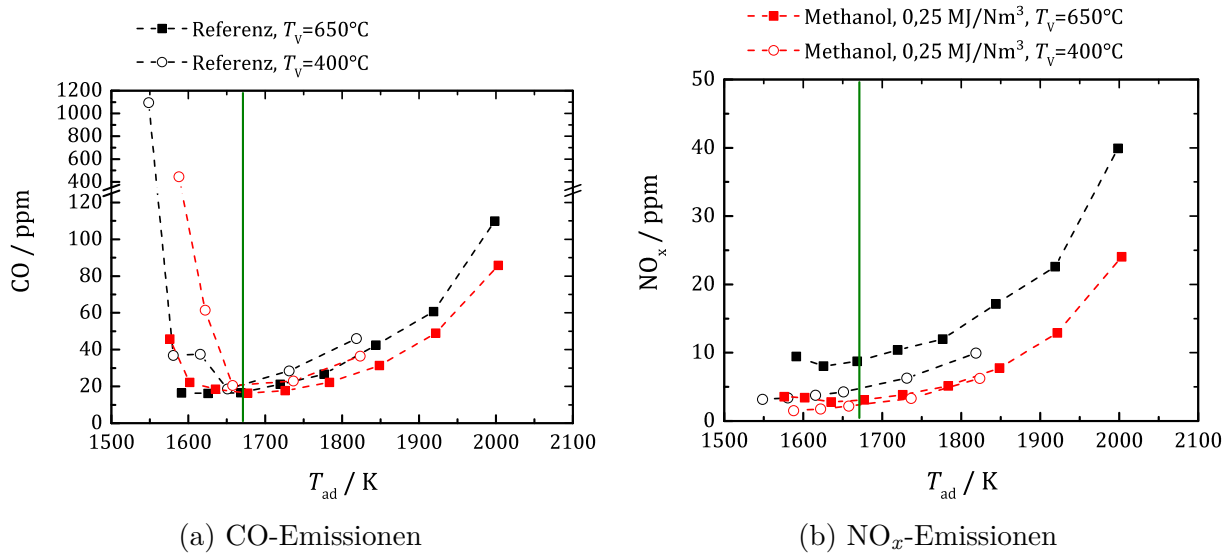 Referenz, T_V=650°C
Referenz, T_V=400°C
Methanol, 0,25 MJ/Nm³, T_V=650°C
Methanol, 0,25 MJ/Nm³, T_V=400°C
CO / ppm
1200
1000
800
600
400
120
100
80
60
40
20
0
1500 1600 1700 1800 1900 2000 2100
T_ad / K
(a) CO-Emissionen
NO_x / ppm
50
40
30
20
10
0
1500 1600 1700 1800 1900 2000 2100
T_ad / K
(b) NO_x-Emissionen